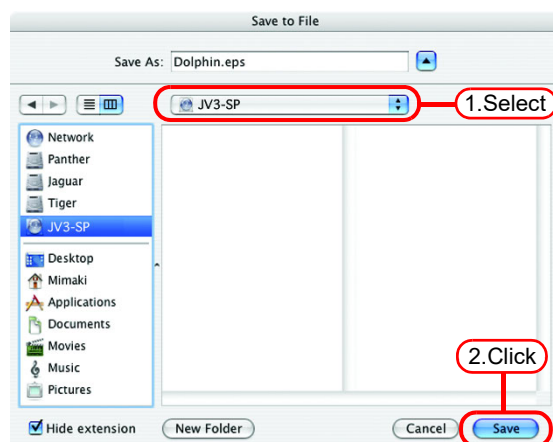 Save to File
Save As: Dolphin.eps
JV3-SP
1.Select
Network
Panther
Jaguar
Tiger
JV3-SP
Desktop
Mimaki
Applications
Documents
Movies
Music
Pictures
2.Click
Hide extension
New Folder
Cancel
Save